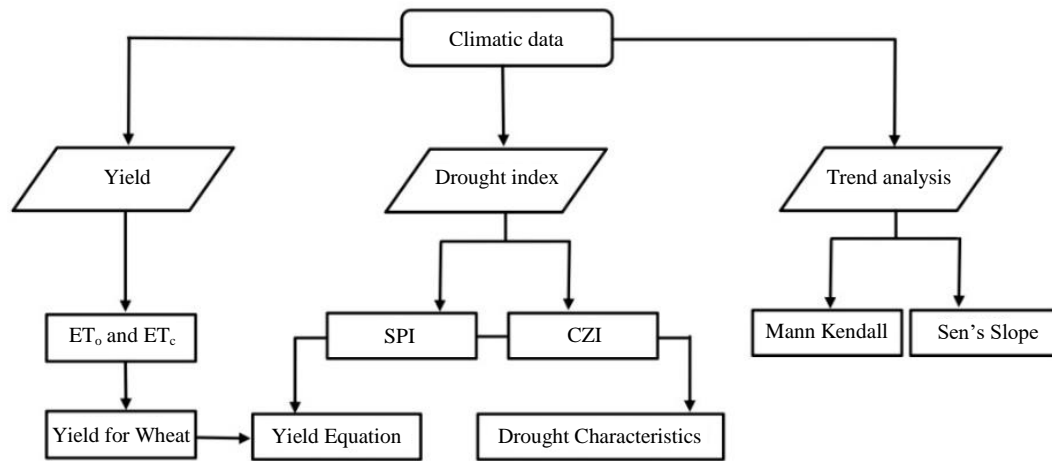 Climatic data
Yield
Drought index
Trend analysis
ETₒ and ET꜀
SPI
CZI
Mann Kendall
Sen’s Slope
Yield for Wheat
Yield Equation
Drought Characteristics